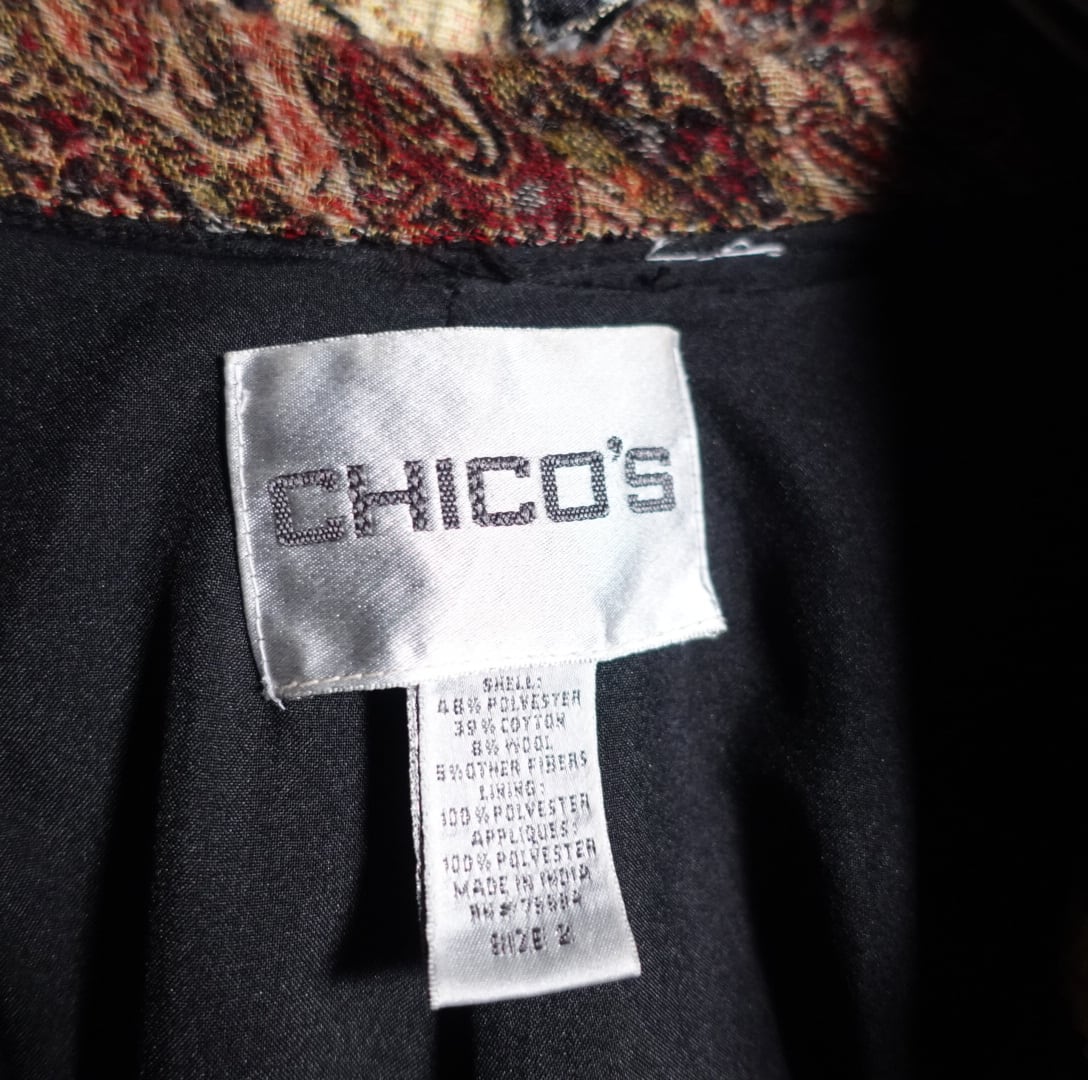 CHICO'S
SHELL:
48% POLYESTER
39% COTTON
8% WOOL
5% OTHER FIBERS
LINING:
100% POLYESTER
APPLIQUES:
100% POLYESTER
MADE IN INDIA
SIZE 2